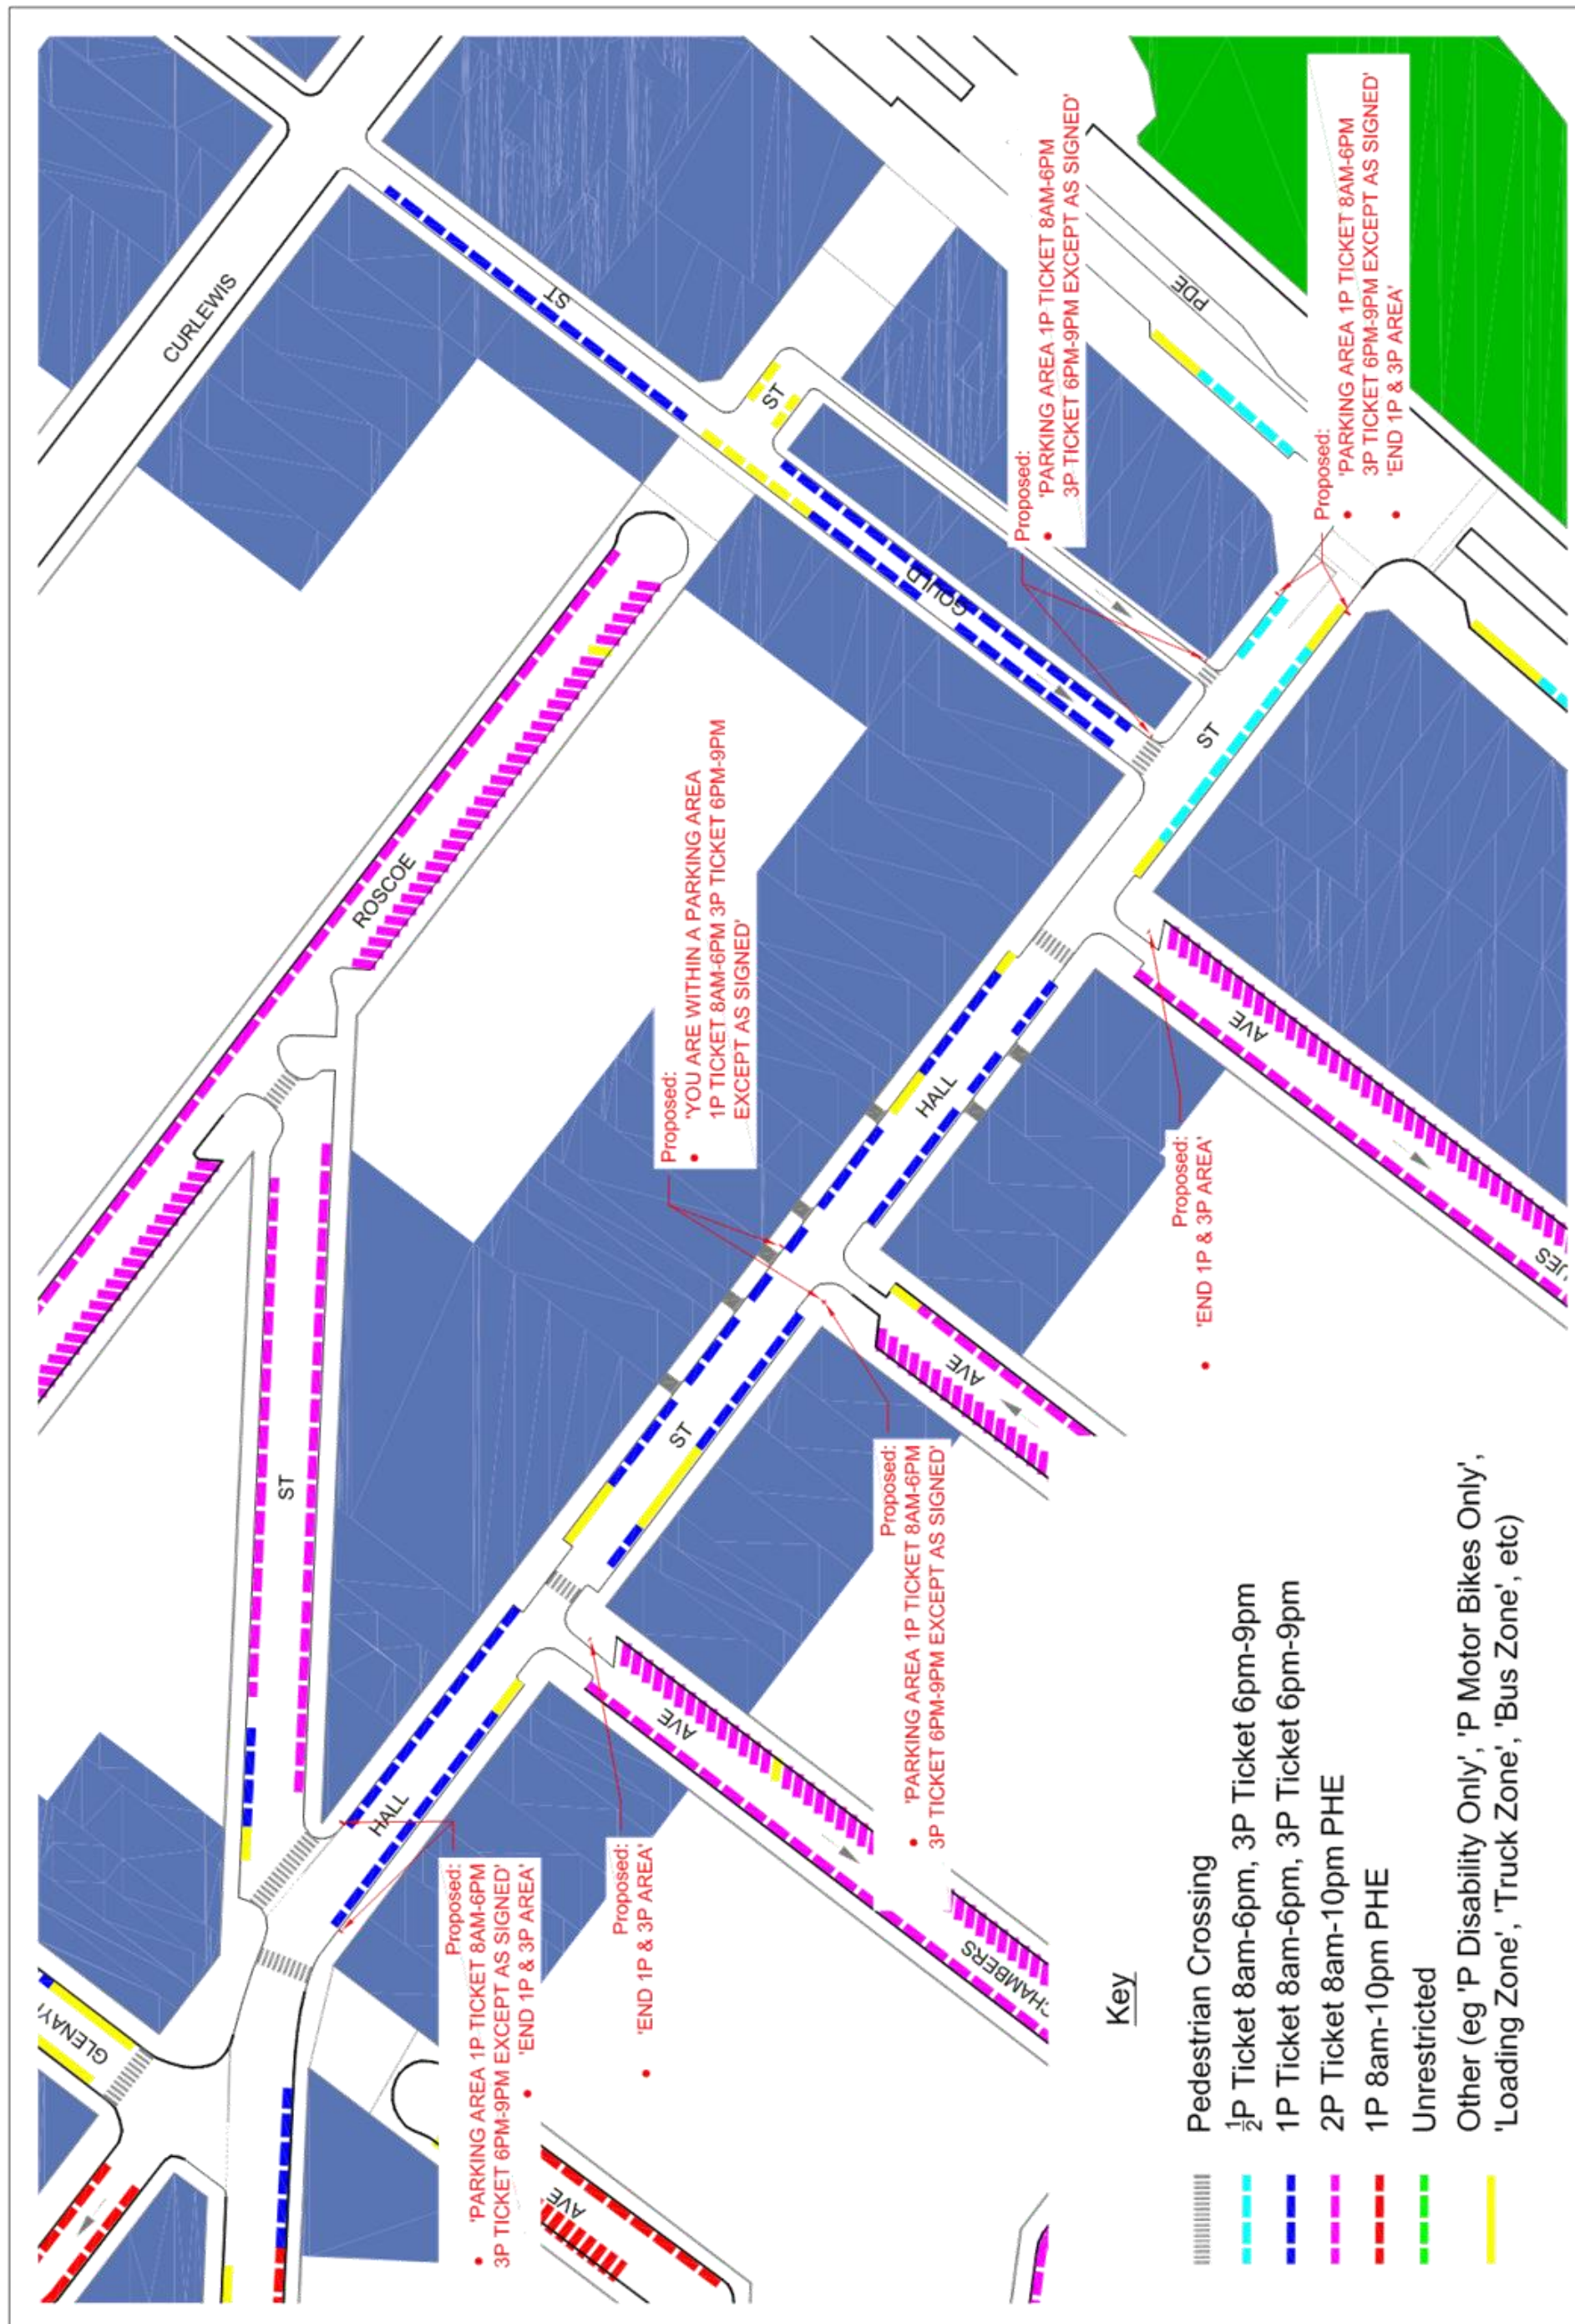 CURLEWIS
ST
ST
PDE
GOULD
ST
ROSCOE
ST
HALL
ST
HALL
AVE
AVE
AVE
AVE
Proposed:
• 'PARKING AREA 1P TICKET 8AM-6PM
3P TICKET 6PM-9PM EXCEPT AS SIGNED'
• 'END 1P & 3P AREA'
Proposed:
• 'END 1P & 3P AREA'
Proposed:
• 'PARKING AREA 1P TICKET 8AM-6PM
3P TICKET 6PM-9PM EXCEPT AS SIGNED'
Proposed:
• YOU ARE WITHIN A PARKING AREA
1P TICKET 8AM-6PM 3P TICKET 6PM-9PM
EXCEPT AS SIGNED'
Proposed:
• 'END 1P & 3P AREA'
Proposed:
• 'PARKING AREA 1P TICKET 8AM-6PM
3P TICKET 6PM-9PM EXCEPT AS SIGNED'
Proposed:
• 'PARKING AREA 1P TICKET 8AM-6PM
3P TICKET 6PM-9PM EXCEPT AS SIGNED'
• 'END 1P & 3P AREA'
Key
Pedestrian Crossing
½P Ticket 8am-6pm, 3P Ticket 6pm-9pm
1P Ticket 8am-6pm, 3P Ticket 6pm-9pm
2P Ticket 8am-10pm PHE
1P 8am-10pm PHE
Unrestricted
Other (eg 'P Disability Only', 'P Motor Bikes Only',
'Loading Zone', 'Truck Zone', 'Bus Zone', etc)